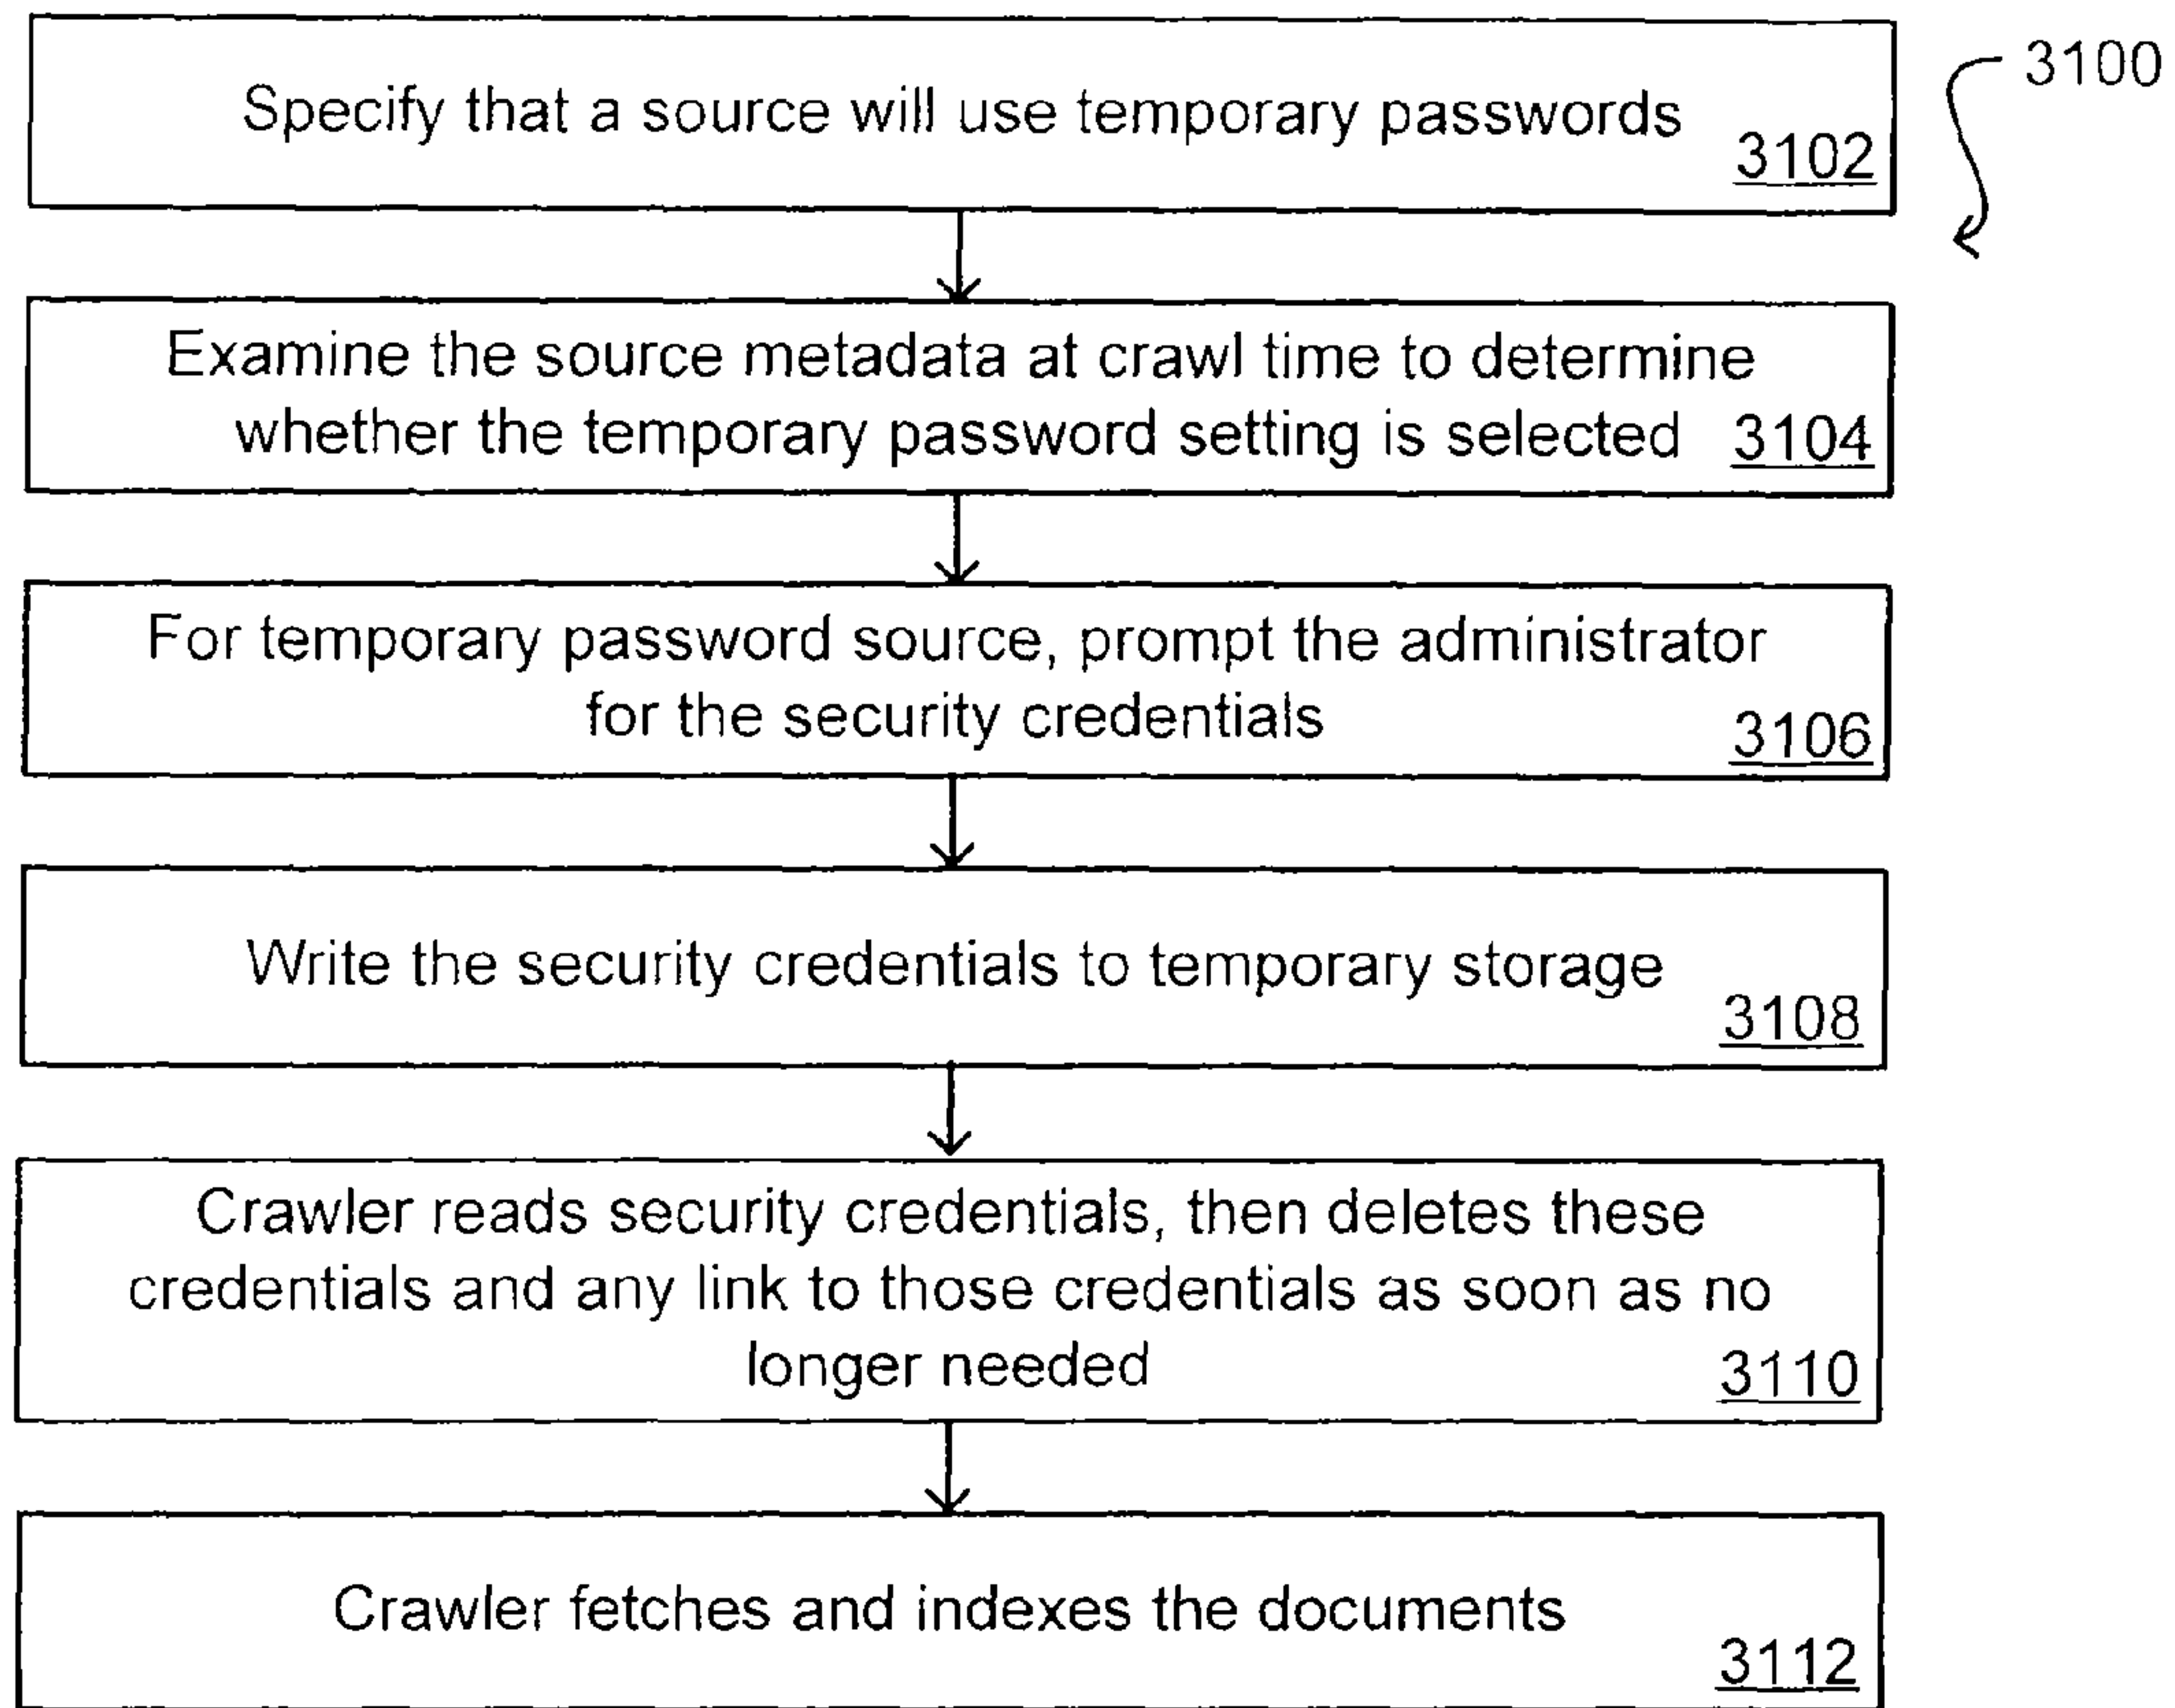 3100
Specify that a source will use temporary passwords
3102
Examine the source metadata at crawl time to determine
whether the temporary password setting is selected 3104
For temporary password source, prompt the administrator
for the security credentials
3106
Write the security credentials to temporary storage
3108
Crawler reads security credentials, then deletes these
credentials and any link to those credentials as soon as no
longer needed
3110
Crawler fetches and indexes the documents
3112